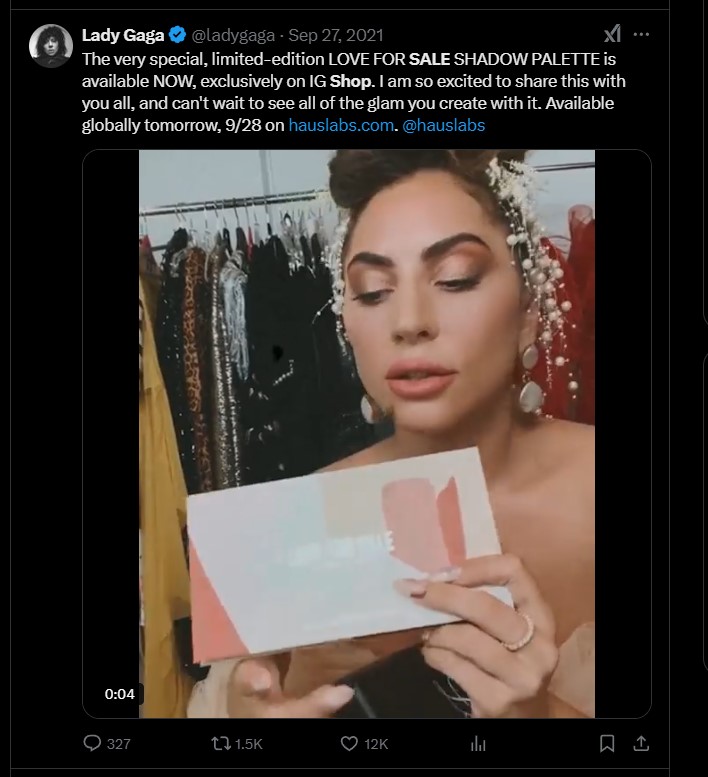 Lady Gaga @ladygaga · Sep 27, 2021
The very special, limited-edition LOVE FOR SALE SHADOW PALETTE is
available NOW, exclusively on IG Shop. I am so excited to share this with
you all, and can't wait to see all of the glam you create with it. Available
globally tomorrow, 9/28 on hauslabs.com. @hauslabs
0:04
327 1.5K 12K